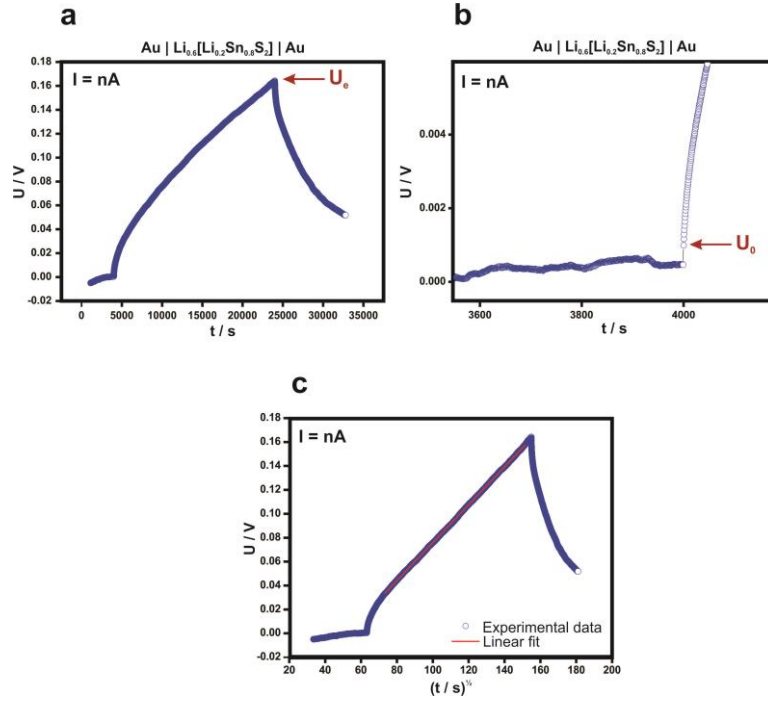 a
Au | Li₀.₆[Li₀.₂Sn₀.₈S₂] | Au
I = nA
Uₑ
U / V
0.18
0.16
0.14
0.12
0.10
0.08
0.06
0.04
0.02
0.00
-0.02
0 5000 10000 15000 20000 25000 30000 35000
t / s
b
Au | Li₀.₆[Li₀.₂Sn₀.₈S₂] | Au
I = nA
U₀
U / V
0.004
0.002
0.000
3600 3800 4000
t / s
c
I = nA
U / V
0.18
0.16
0.14
0.12
0.10
0.08
0.06
0.04
0.02
0.00
-0.02
Experimental data
Linear fit
20 40 60 80 100 120 140 160 180 200
(t / s)^½